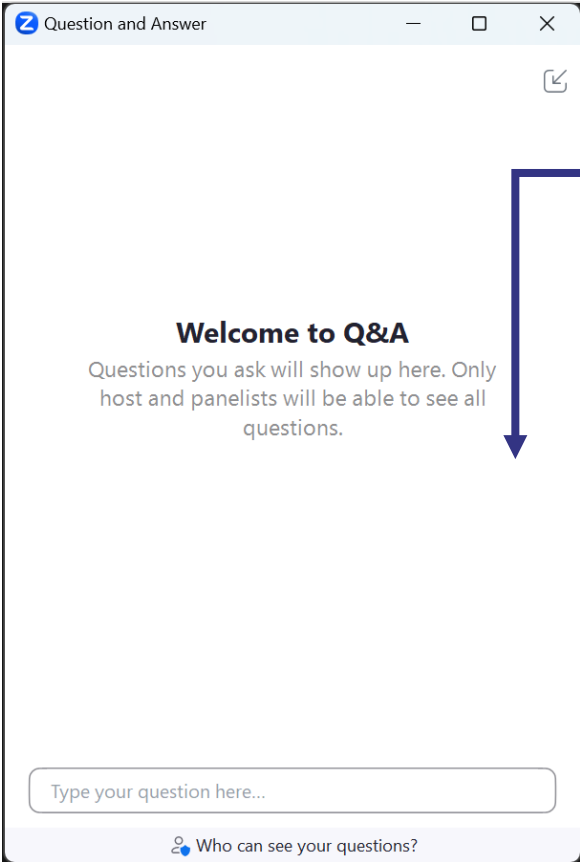 Question and Answer
Welcome to Q&A
Questions you ask will show up here. Only
host and panelists will be able to see all
questions.
Type your question here...
Who can see your questions?